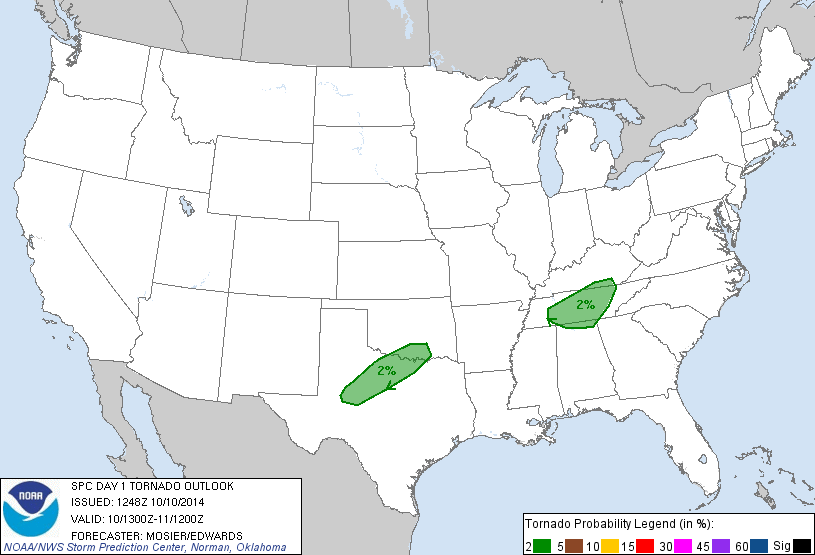 2%
2%
NOAA
SPC DAY 1 TORNADO OUTLOOK
ISSUED: 1248Z 10/10/2014
VALID: 10/1300Z-11/1200Z
FORECASTER: MOSIER/EDWARDS
NOAA/NWS Storm Prediction Center, Norman, Oklahoma
Tornado Probability Legend (in %):
2 5 10 15 30 45 60 Sig